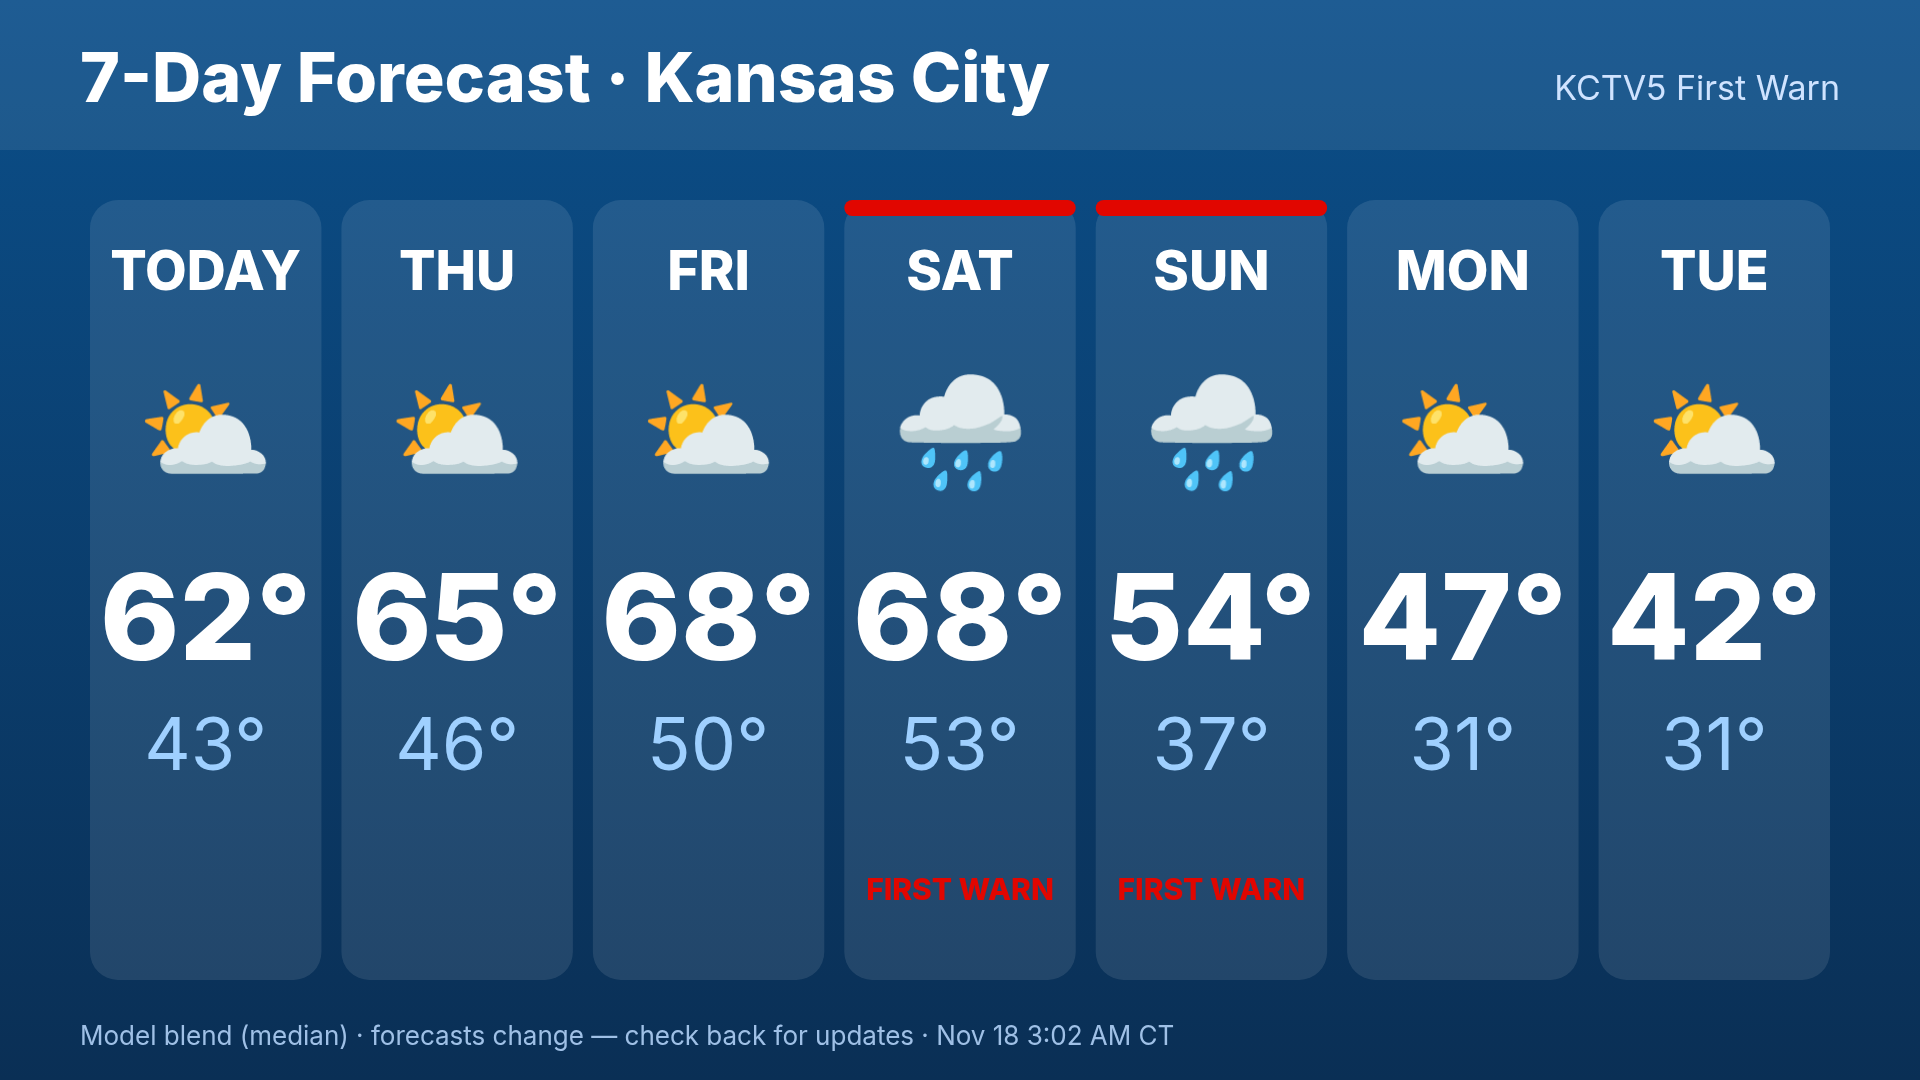 7-Day Forecast · Kansas City
KCTV5 First Warn
TODAY THU FRI SAT SUN MON TUE
62° 65° 68° 68° 54° 47° 42°
43° 46° 50° 53° 37° 31° 31°
FIRST WARN FIRST WARN
Model blend (median) · forecasts change — check back for updates · Nov 18 3:02 AM CT